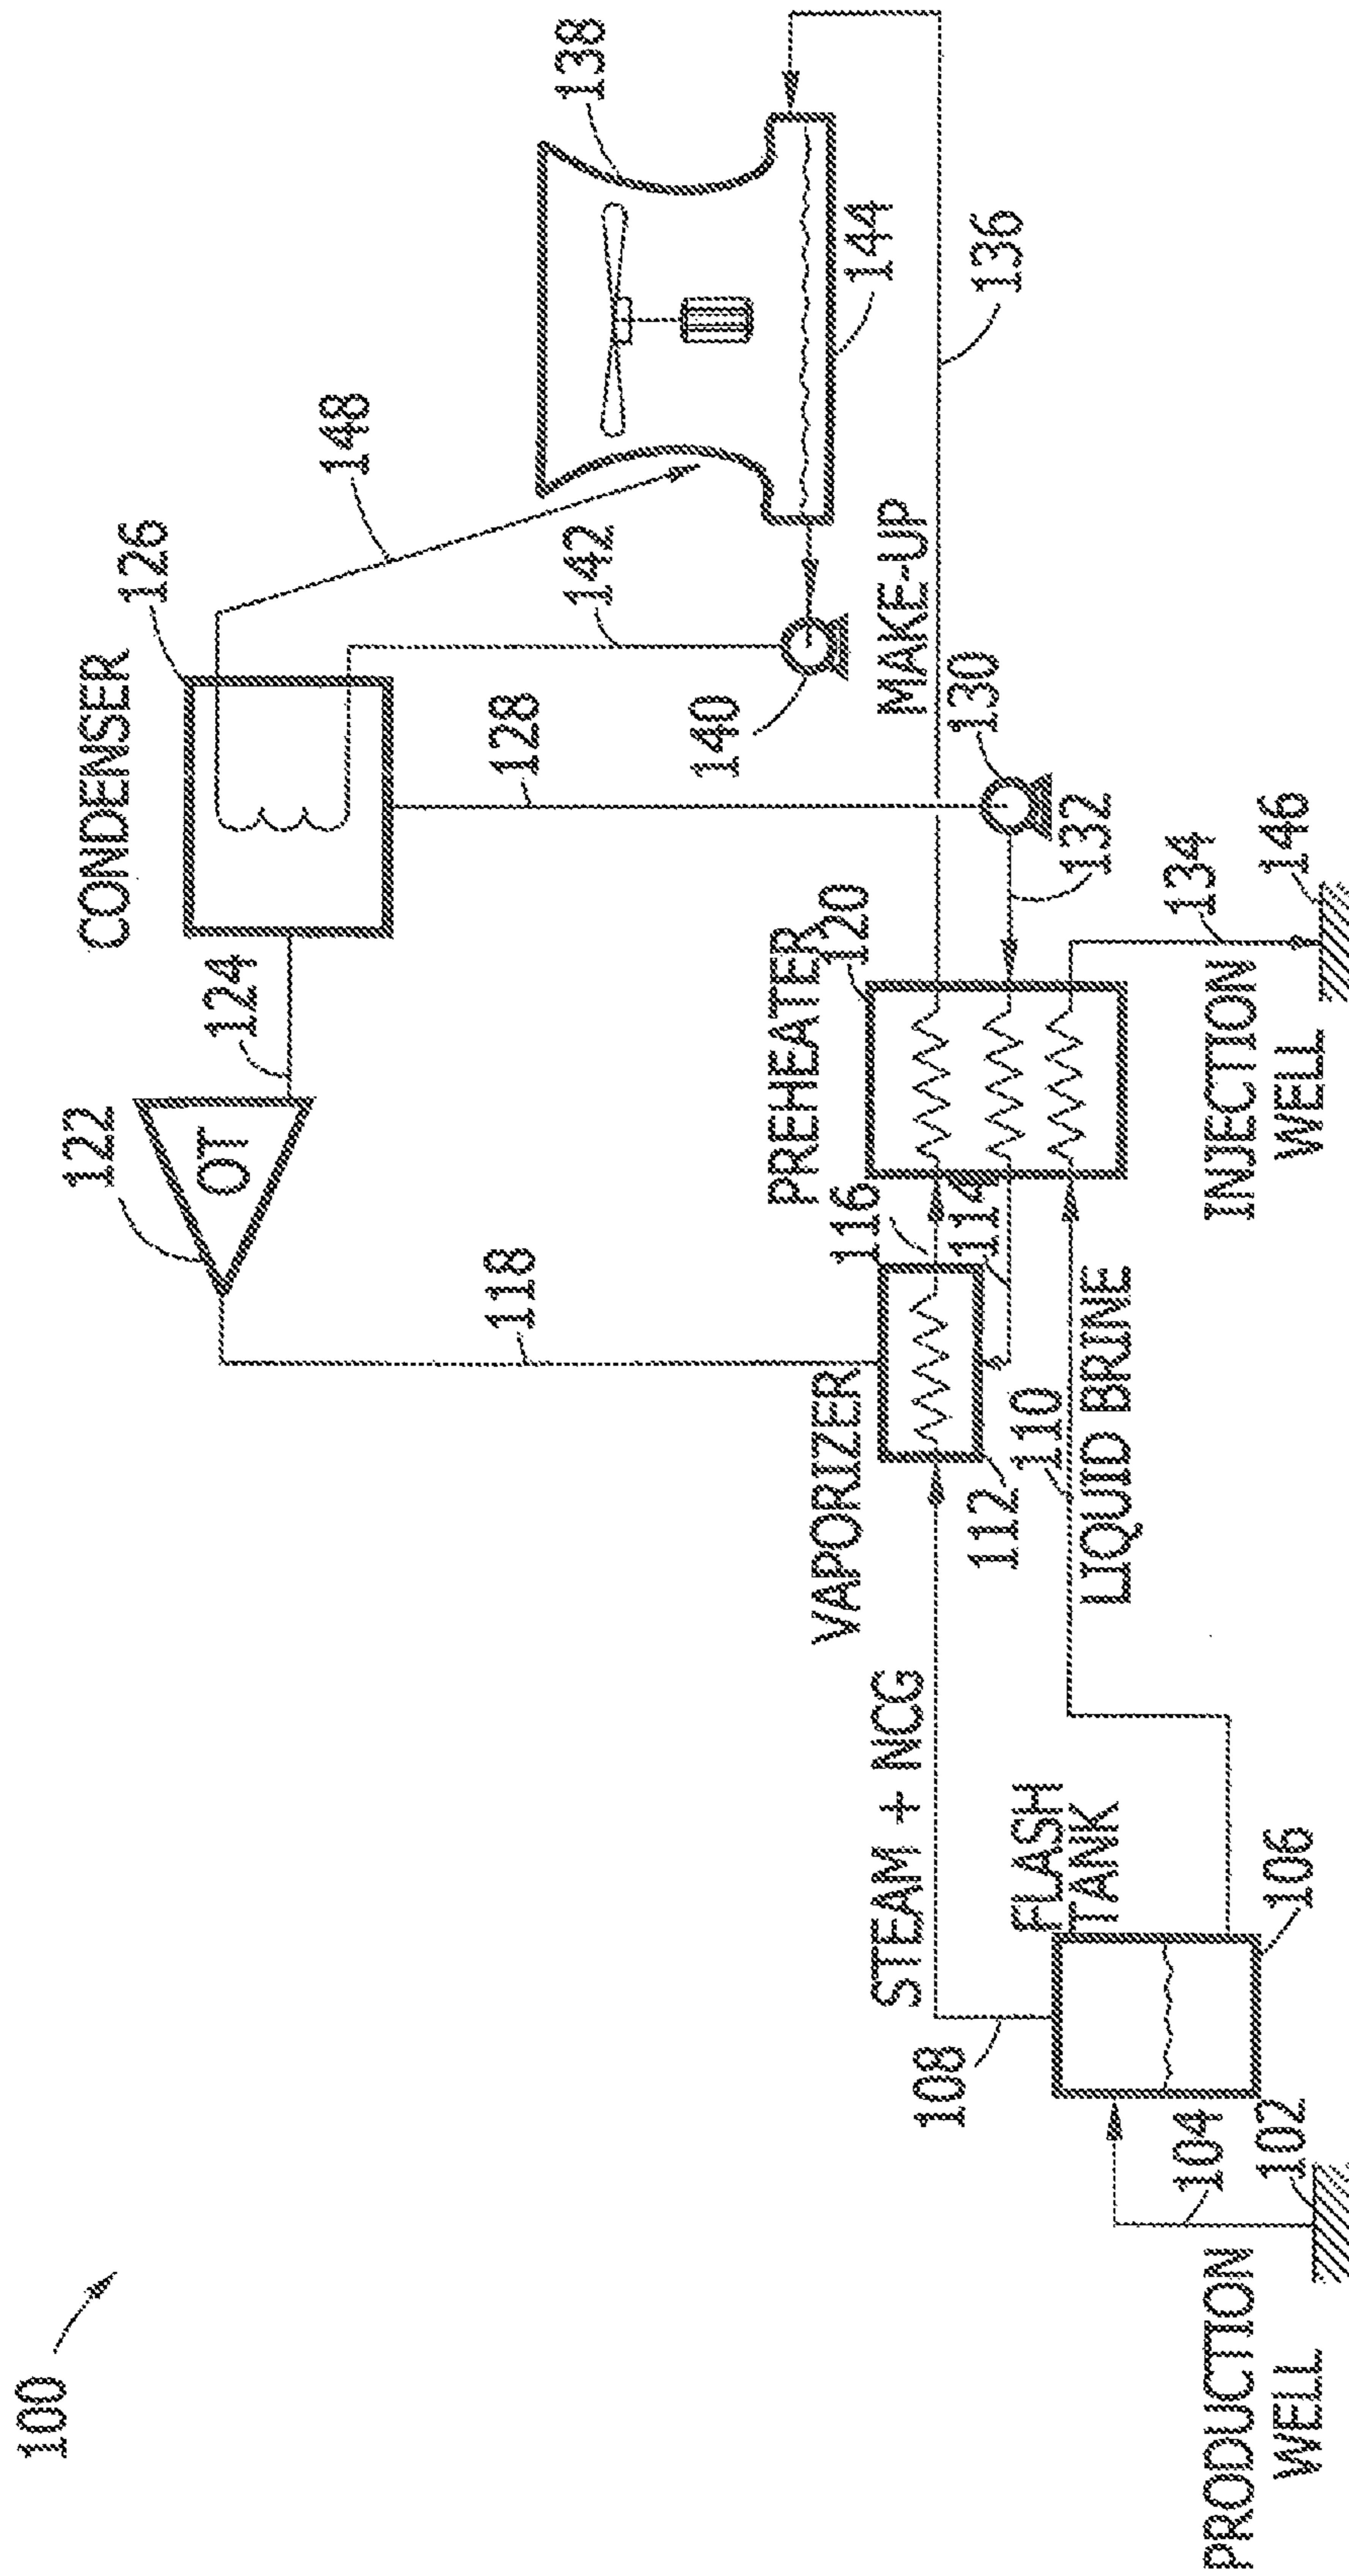 100
122
OT
124
CONDENSER
126
148
138
118
128
142
140
144
136
VAPORIZER
116
114
PREHEATER
120
MAKE-UP
130
132
STEAM + NCG
108
112
110
LIQUID BRINE
FLASH
TANK
106
104
102
PRODUCTION
WELL
INJECTION
WELL
134
146